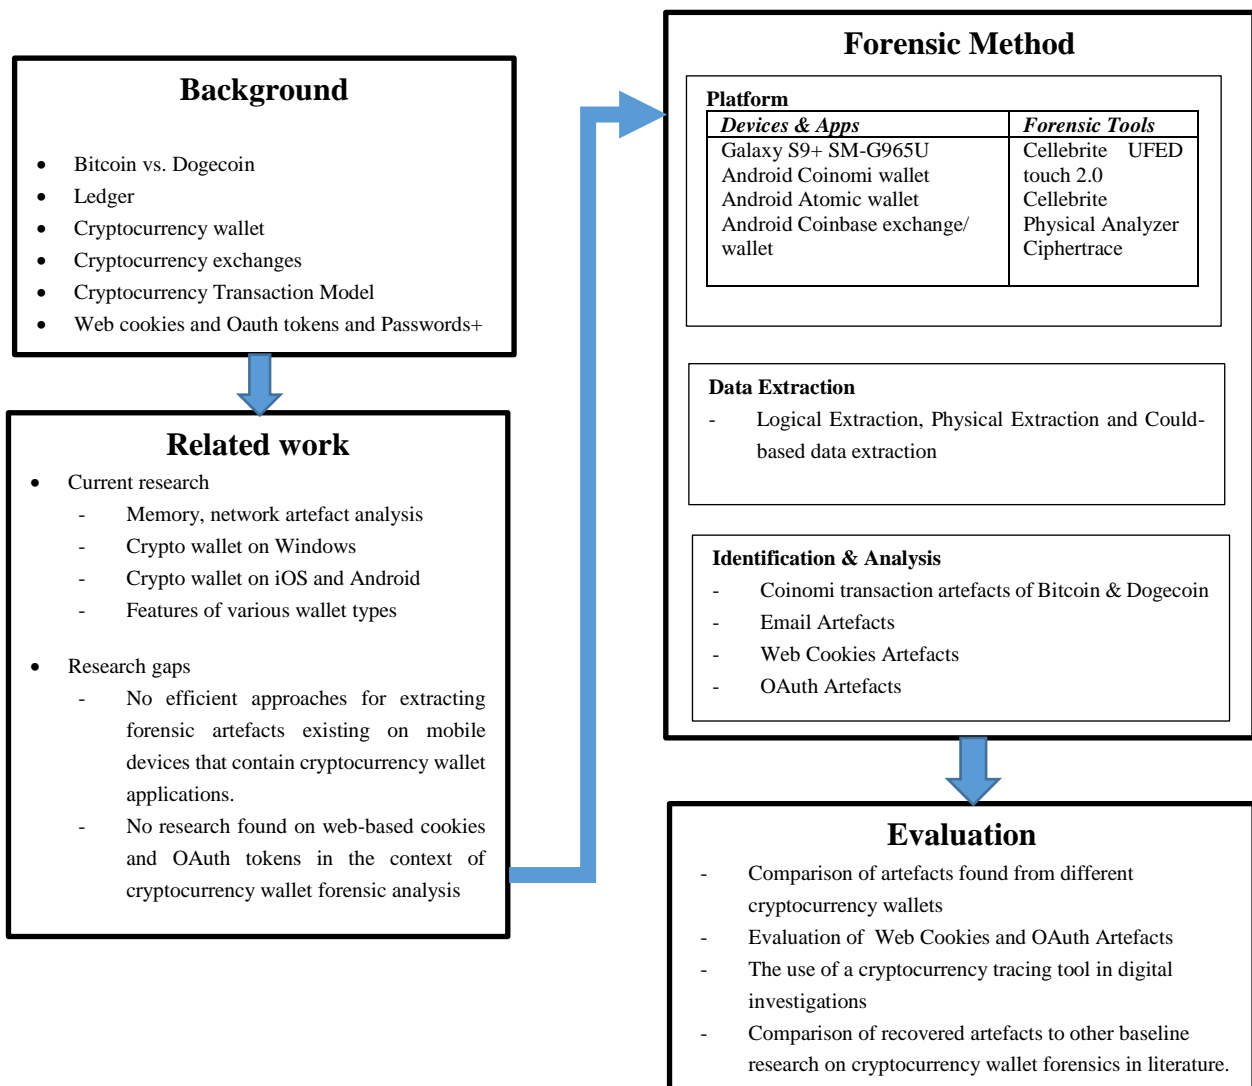 Background
• Bitcoin vs. Dogecoin
• Ledger
• Cryptocurrency wallet
• Cryptocurrency exchanges
• Cryptocurrency Transaction Model
• Web cookies and Oauth tokens and Passwords+
Related work
• Current research
- Memory, network artefact analysis
- Crypto wallet on Windows
- Crypto wallet on iOS and Android
- Features of various wallet types
• Research gaps
- No efficient approaches for extracting
forensic artefacts existing on mobile
devices that contain cryptocurrency wallet
applications.
- No research found on web-based cookies
and OAuth tokens in the context of
cryptocurrency wallet forensic analysis
Forensic Method
Platform
Devices & Apps
Galaxy S9+ SM-G965U
Android Coinomi wallet
Android Atomic wallet
Android Coinbase exchange/
wallet
Forensic Tools
Cellebrite UFED
touch 2.0
Cellebrite
Physical Analyzer
Ciphertrace
Data Extraction
- Logical Extraction, Physical Extraction and Could-
based data extraction
Identification & Analysis
- Coinomi transaction artefacts of Bitcoin & Dogecoin
- Email Artefacts
- Web Cookies Artefacts
- OAuth Artefacts
Evaluation
- Comparison of artefacts found from different
cryptocurrency wallets
- Evaluation of Web Cookies and OAuth Artefacts
- The use of a cryptocurrency tracing tool in digital
investigations
- Comparison of recovered artefacts to other baseline
research on cryptocurrency wallet forensics in literature.